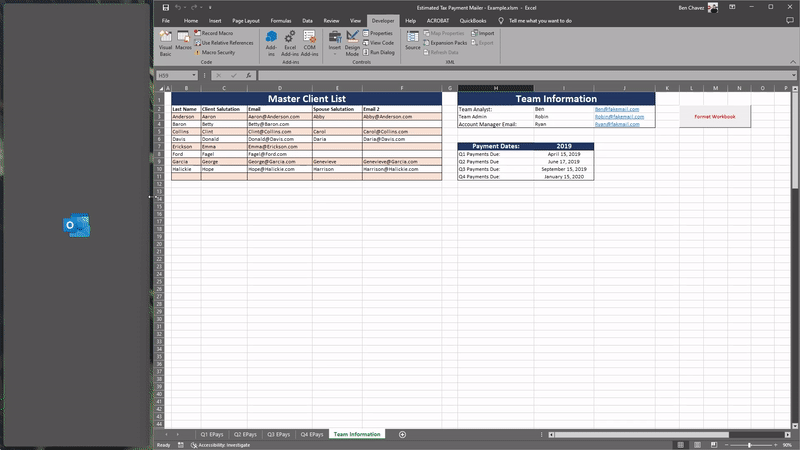 Estimated Tax Payment Mailer - Example.xlsm - Excel
Ben Chavez
File Home Insert Draw Page Layout Formulas Data Review View Developer Help ACROBAT QuickBooks Tell me what you want to do
Visual Basic
Macros
Record Macro
Use Relative References
Macro Security
Code
Add-ins
Excel Add-ins
COM Add-ins
Add-ins
Insert
Design Mode
Properties
View Code
Run Dialog
Controls
Source
Map Properties
Expansion Packs
Refresh Data
Import
Export
XML
H59
fx
A B C D E F G H I J K L M N O P
Master Client List
Last Name Client Salutation Email Spouse Salutation Email 2
Anderson Aaron Aaron@Anderson.com Abby Abby@Anderson.com
Baron Betty Betty@Baron.com
Collins Clint Clint@Collins.com Carol Carol@Collins.com
Davis Donald Donald@Davis.com Daria Daria@Davis.com
Erickson Emma Emma@Erickson.com
Ford Fagel Fagel@Ford.com
Garcia George George@Garcia.com Genevieve Genevieve@Garcia.com
Halickie Hope Hope@Halickie.com Harrison Harrison@Halickie.com
Team Information
Team Analyst: Ben Ben@fakemail.com
Team Admin Robin Robin@fakemail.com
Account Manager Email: Ryan Ryan@fakemail.com
Payment Dates: 2019
Q1 Payments Due: April 15, 2019
Q2 Payments Due June 17, 2019
Q3 Payments Due: September 15, 2019
Q4 Payments Due: January 15, 2020
Format Workbook
Q1 EPays Q2 EPays Q3 EPays Q4 EPays Team Information
Ready Accessibility: Investigate
90%